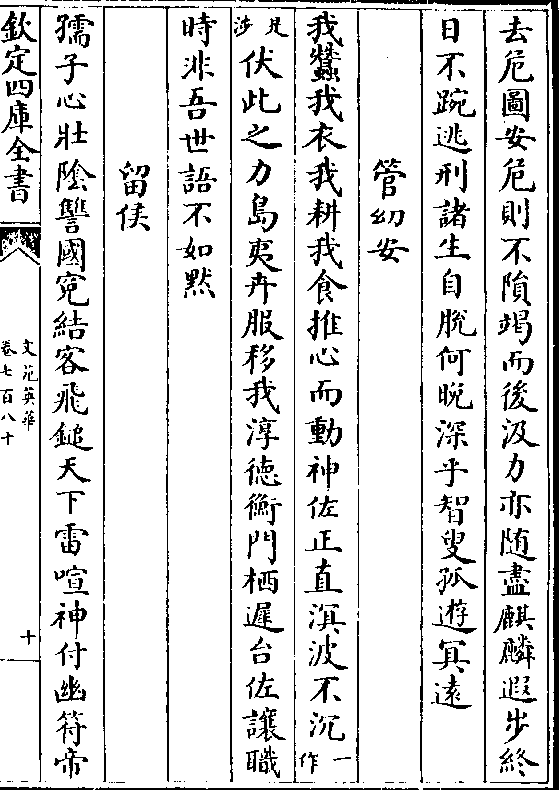 去危圖安危則不隕竭而後汲力亦随盡麒麟遐步終
日不踠逃刑諸生自脫何晚深乎智叟孤遊冥遠
管幼安
我蠶我衣我耕我食推心而動神佐正直溟波不沉一作
是涉伏此之力島夷卉服移我淳德衡門栖遲台佐讓職
時非吾世語不如默
留侯
孺子心壯陰讐國寃結客飛鎚天下雷喧神付幽符帝
欽定四庫全書
文苑英華
卷七百八十
十